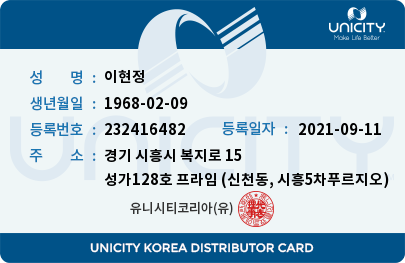 UNICITY
Make Life Better
성 명 : 이현정
생년월일 : 1968-02-09
등록번호 : 232416482 등록일자 : 2021-09-11
주 소 : 경기 시흥시 복지로 15
성가128호 프라임 (신천동, 시흥5차푸르지오)
유니시티코리아(유)
UNICITY
UNICITY KOREA DISTRIBUTOR CARD